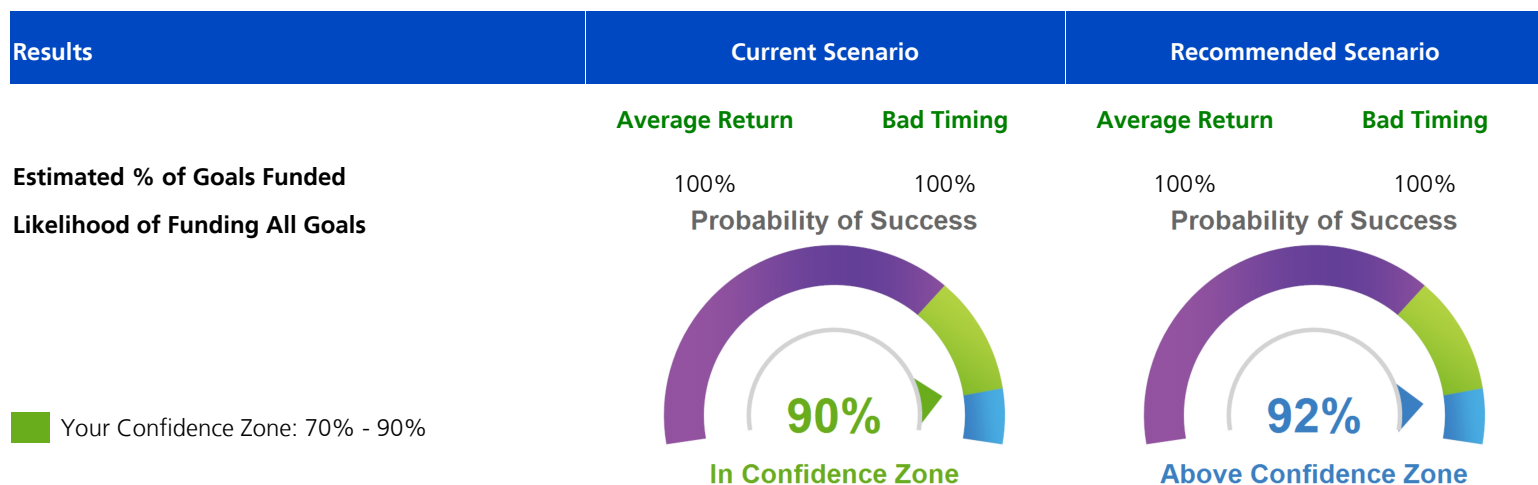 Results Current Scenario Recommended Scenario
Average Return Bad Timing Average Return Bad Timing
Estimated % of Goals Funded 100% 100% 100% 100%
Likelihood of Funding All Goals Probability of Success Probability of Success
90% 92%
Your Confidence Zone: 70% - 90%
In Confidence Zone Above Confidence Zone